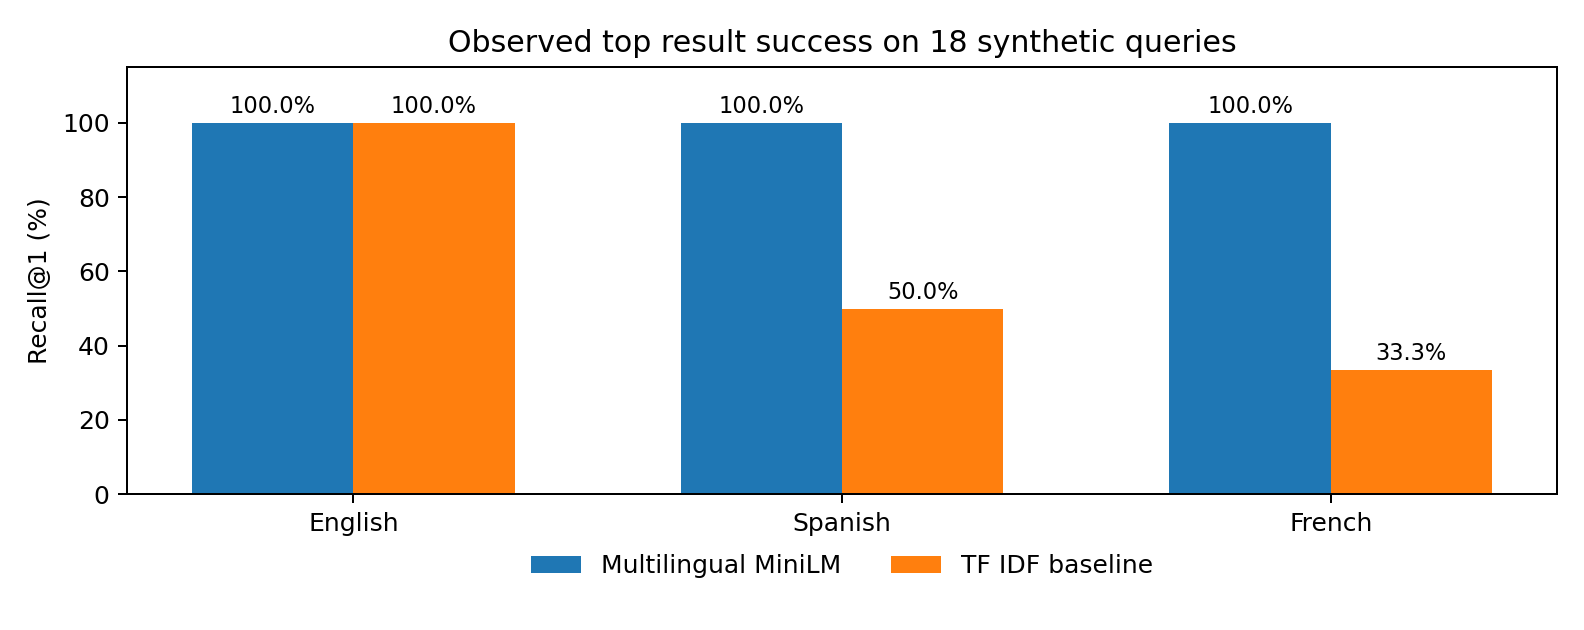 Observed top result success on 18 synthetic queries
Recall@1 (%)
100
80
60
40
20
0
100.0% 100.0% 100.0% 50.0% 100.0% 33.3%
English Spanish French
Multilingual MiniLM TF IDF baseline